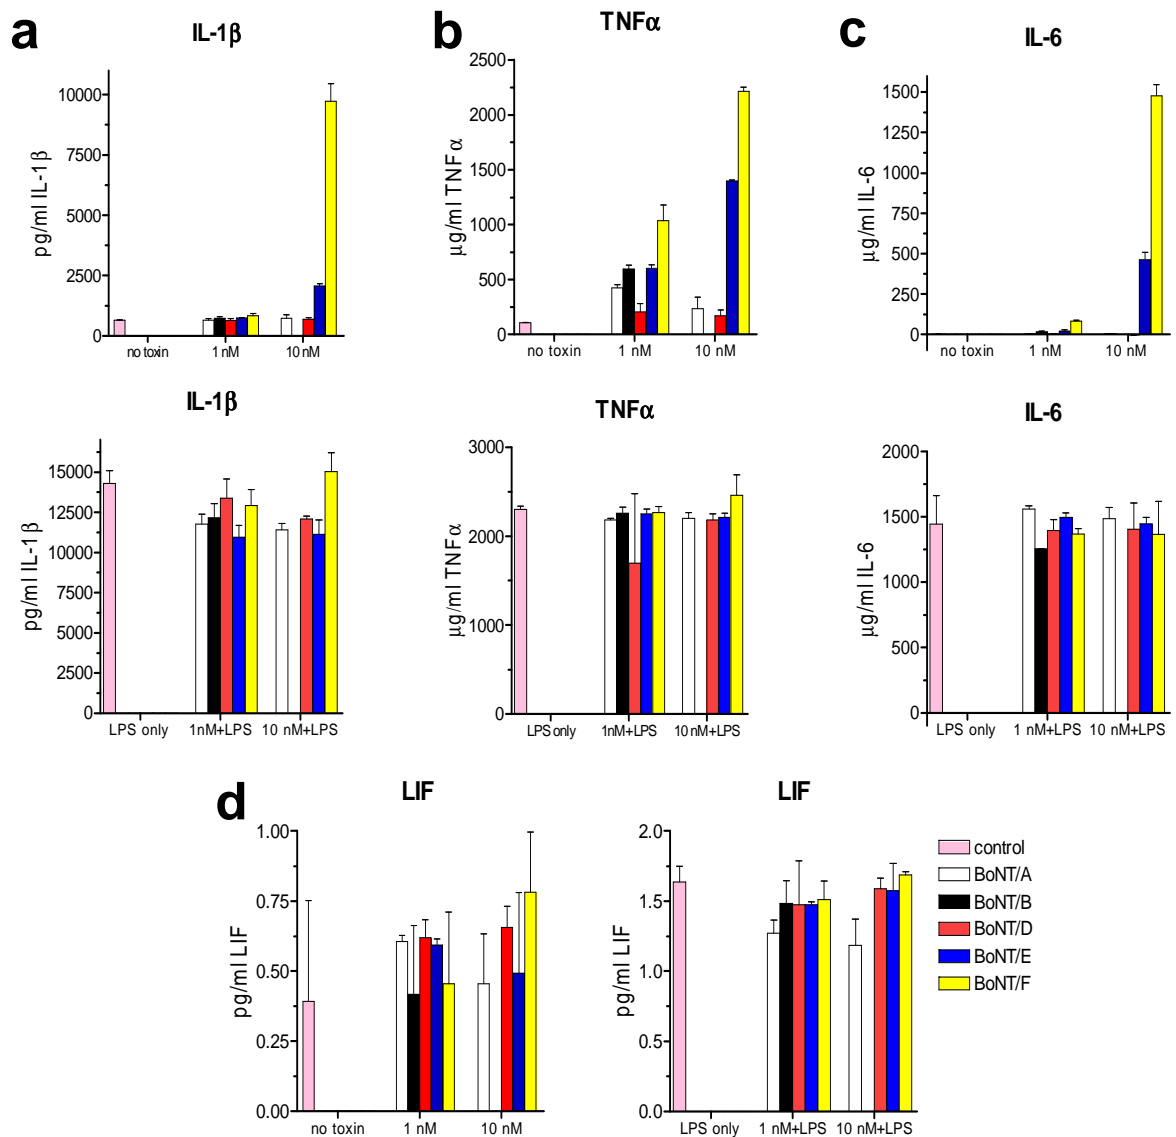 a
IL-1β
pg/ml IL-1β
10000
7500
5000
2500
0
no toxin
1 nM
10 nM
b
TNFα
µg/ml TNFα
2500
2000
1500
1000
500
0
no toxin
1 nM
10 nM
c
IL-6
µg/ml IL-6
1500
1250
1000
750
500
250
0
no toxin
1 nM
10 nM
IL-1β
pg/ml IL-1β
15000
12500
10000
7500
5000
2500
0
LPS only
1nM+LPS
10 nM+LPS
TNFα
µg/ml TNFα
3000
2000
1000
0
LPS only
1nM+LPS
10 nM+LPS
IL-6
µg/ml IL-6
2000
1500
1000
500
0
LPS only
1 nM+LPS
10 nM+LPS
d
LIF
pg/ml LIF
1.00
0.75
0.50
0.25
0.00
no toxin
1 nM
10 nM
LIF
pg/ml LIF
2.0
1.5
1.0
0.5
0.0
LPS only
1 nM+LPS
10 nM+LPS
control
BoNT/A
BoNT/B
BoNT/D
BoNT/E
BoNT/F